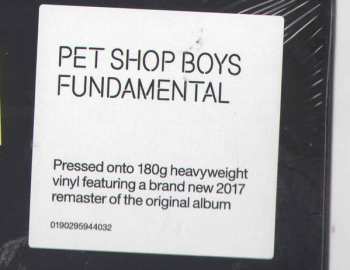 PET SHOP BOYS
FUNDAMENTAL
Pressed onto 180g heavyweight
vinyl featuring a brand new 2017
remaster of the original album
0190295944032